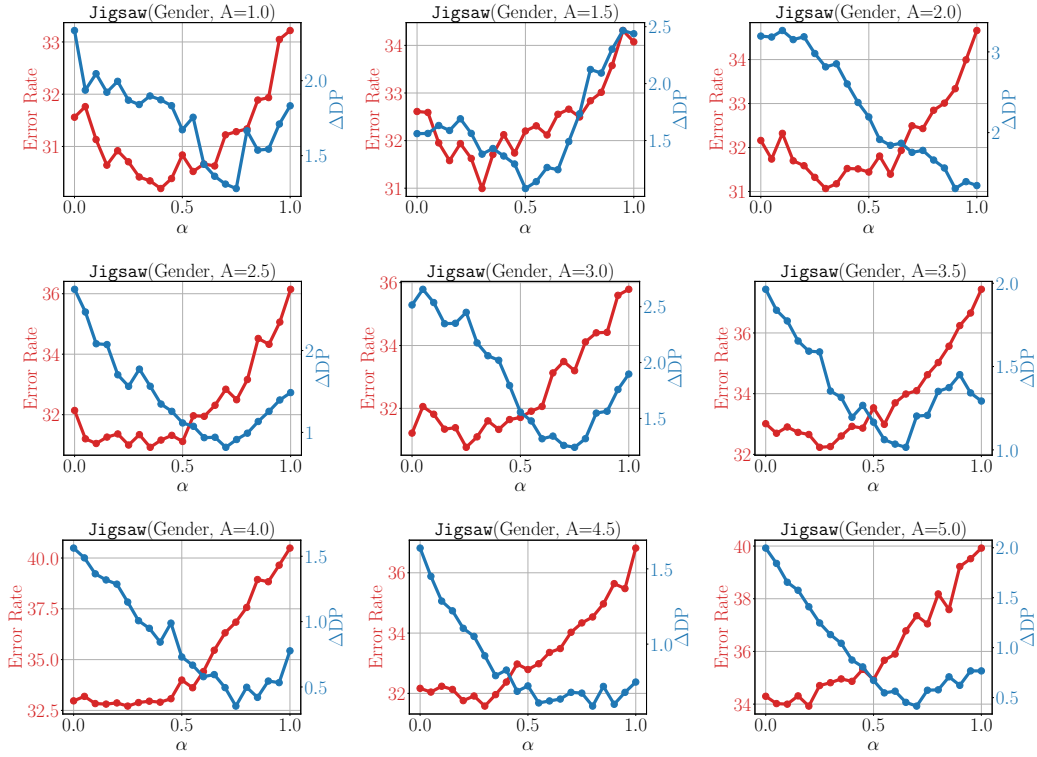 Jigsaw(Gender, A=1.0)
33
31
Error Rate
2.0
1.5
ΔDP
0.0 0.5 1.0
α
Jigsaw(Gender, A=1.5)
34
33
32
31
Error Rate
2.5
2.0
1.5
1.0
ΔDP
0.0 0.5 1.0
α
Jigsaw(Gender, A=2.0)
34
33
32
31
Error Rate
3
2
ΔDP
0.0 0.5 1.0
α
Jigsaw(Gender, A=2.5)
36
34
32
Error Rate
2
1
ΔDP
0.0 0.5 1.0
α
Jigsaw(Gender, A=3.0)
36
34
32
Error Rate
2.5
2.0
1.5
ΔDP
0.0 0.5 1.0
α
Jigsaw(Gender, A=3.5)
36
34
32
Error Rate
2.0
1.5
1.0
ΔDP
0.0 0.5 1.0
α
Jigsaw(Gender, A=4.0)
40.0
37.5
35.0
32.5
Error Rate
1.5
1.0
0.5
ΔDP
0.0 0.5 1.0
α
Jigsaw(Gender, A=4.5)
36
34
32
Error Rate
1.5
1.0
ΔDP
0.0 0.5 1.0
α
Jigsaw(Gender, A=5.0)
40
38
36
34
Error Rate
2.0
1.5
1.0
0.5
ΔDP
0.0 0.5 1.0
α